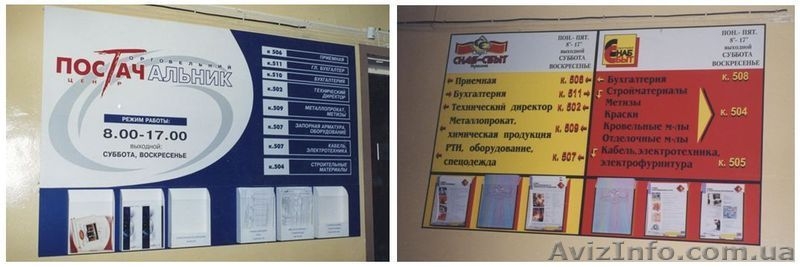 ТОРГОВЕЛЬНИЙ
ПОСТАЧАЛЬНИК
ЦЕНТР
РЕЖИМ РАБОТЫ:
8.00-17.00
ВЫХОДНОЙ:
СУББОТА, ВОСКРЕСЕНЬЕ
к.506 ПРИЕМНАЯ
к.511 ГЛ. БУХГАЛТЕР
к.510 БУХГАЛТЕРИЯ
к.502 ТЕХНИЧЕСКИЙ
ДИРЕКТОР
к.509 МЕТАЛЛОПРОКАТ,
МЕТИЗЫ
к.507 ЗАПОРНАЯ АРМАТУРА,
ОБОРУДОВАНИЕ
к.507 КАБЕЛЬ,
ЭЛЕКТРОТЕХНИКА
к.504 СТРОИТЕЛЬНЫЕ
МАТЕРИАЛЫ
СНАБ-СБЫТ
ПОН.- ПЯТ.
8"- 17"
выходной
СУББОТА
ВОСКРЕСЕНЬЕ
Приемная к. 506
Бухгалтерия к. 511
Технический директор к. 502
Металлопрокат,
химическая продукция к. 509
РТИ, оборудование,
спецодежда к. 507
СНАБ
СБЫТ
ПОН.- ПЯТ.
8"- 17"
выходной
СУББОТА
ВОСКРЕСЕНЬЕ
Бухгалтерия к. 508
Стройматериалы
Метизы
Краски к. 504
Кровельные м-лы
Отделочные м-лы
Кабель, электротехника,
электрофурнитура к. 505
AvizInfo.com.ua